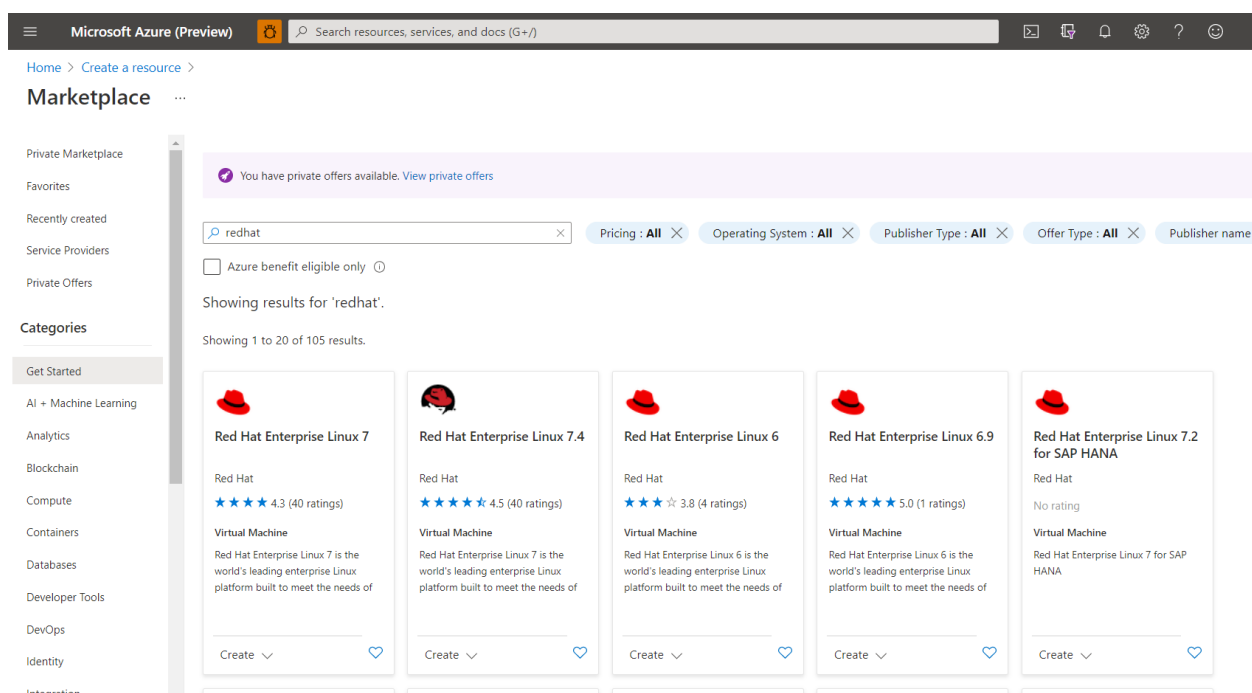 Microsoft Azure (Preview)
Search resources, services, and docs (G+/)
Home > Create a resource >
Marketplace ...
Private Marketplace
Favorites
Recently created
Service Providers
Private Offers
Categories
Get Started
AI + Machine Learning
Analytics
Blockchain
Compute
Containers
Databases
Developer Tools
DevOps
Identity
Integration
You have private offers available. View private offers
redhat
Pricing : All
Operating System : All
Publisher Type : All
Offer Type : All
Publisher name
Azure benefit eligible only
Showing results for 'redhat'.
Showing 1 to 20 of 105 results.
Red Hat Enterprise Linux 7
Red Hat
4.3 (40 ratings)
Virtual Machine
Red Hat Enterprise Linux 7 is the
world's leading enterprise Linux
platform built to meet the needs of
Create
Red Hat Enterprise Linux 7.4
Red Hat
4.5 (40 ratings)
Virtual Machine
Red Hat Enterprise Linux 7 is the
world's leading enterprise Linux
platform built to meet the needs of
Create
Red Hat Enterprise Linux 6
Red Hat
3.8 (4 ratings)
Virtual Machine
Red Hat Enterprise Linux 6 is the
world's leading enterprise Linux
platform built to meet the needs of
Create
Red Hat Enterprise Linux 6.9
Red Hat
5.0 (1 ratings)
Virtual Machine
Red Hat Enterprise Linux 6 is the
world's leading enterprise Linux
platform built to meet the needs of
Create
Red Hat Enterprise Linux 7.2
for SAP HANA
Red Hat
No rating
Virtual Machine
Red Hat Enterprise Linux 7 for SAP
HANA
Create